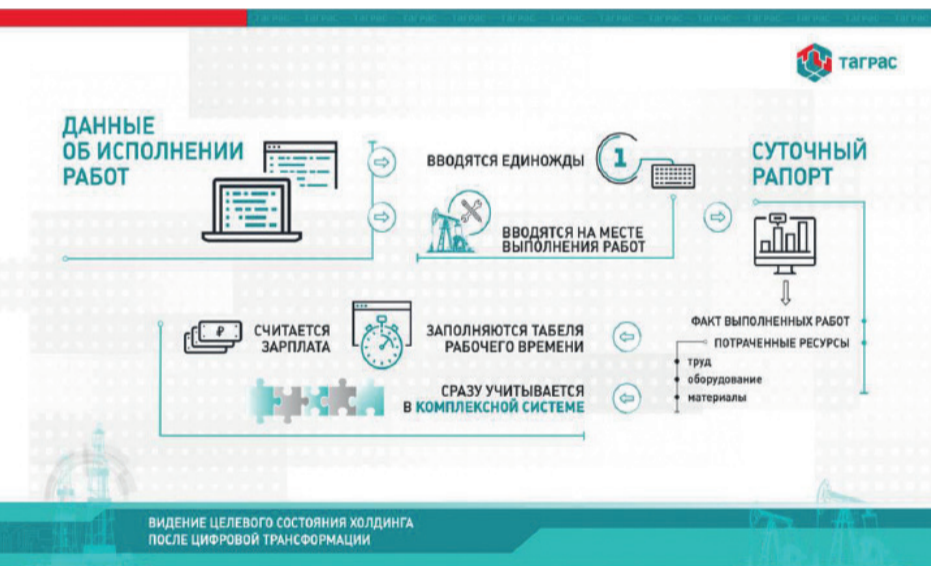 ТАГРАС
ДАННЫЕ
ОБ ИСПОЛНЕНИИ
РАБОТ
ВВОДЯТСЯ ЕДИНОЖДЫ
1
ВВОДЯТСЯ НА МЕСТЕ
ВЫПОЛНЕНИЯ РАБОТ
СУТОЧНЫЙ
РАПОРТ
ФАКТ ВЫПОЛНЕННЫХ РАБОТ
ПОТРАЧЕННЫЕ РЕСУРСЫ
труд
оборудование
материалы
ЗАПОЛНЯЮТСЯ ТАБЕЛЯ
РАБОЧЕГО ВРЕМЕНИ
₽
СЧИТАЕТСЯ
ЗАРПЛАТА
СРАЗУ УЧИТЫВАЕТСЯ
В КОМПЛЕКСНОЙ СИСТЕМЕ
ВИДЕНИЕ ЦЕЛЕВОГО СОСТОЯНИЯ ХОЛДИНГА
ПОСЛЕ ЦИФРОВОЙ ТРАНСФОРМАЦИИ